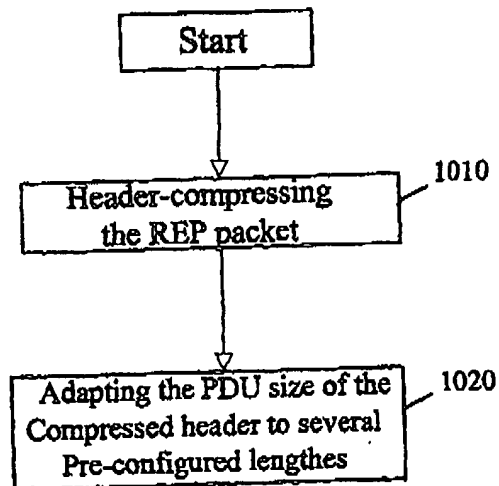 Start
Header-compressing
1010
the REP packet
Adapting the PDU size of the
1020
Compressed header to several
Pre-configured lengthes